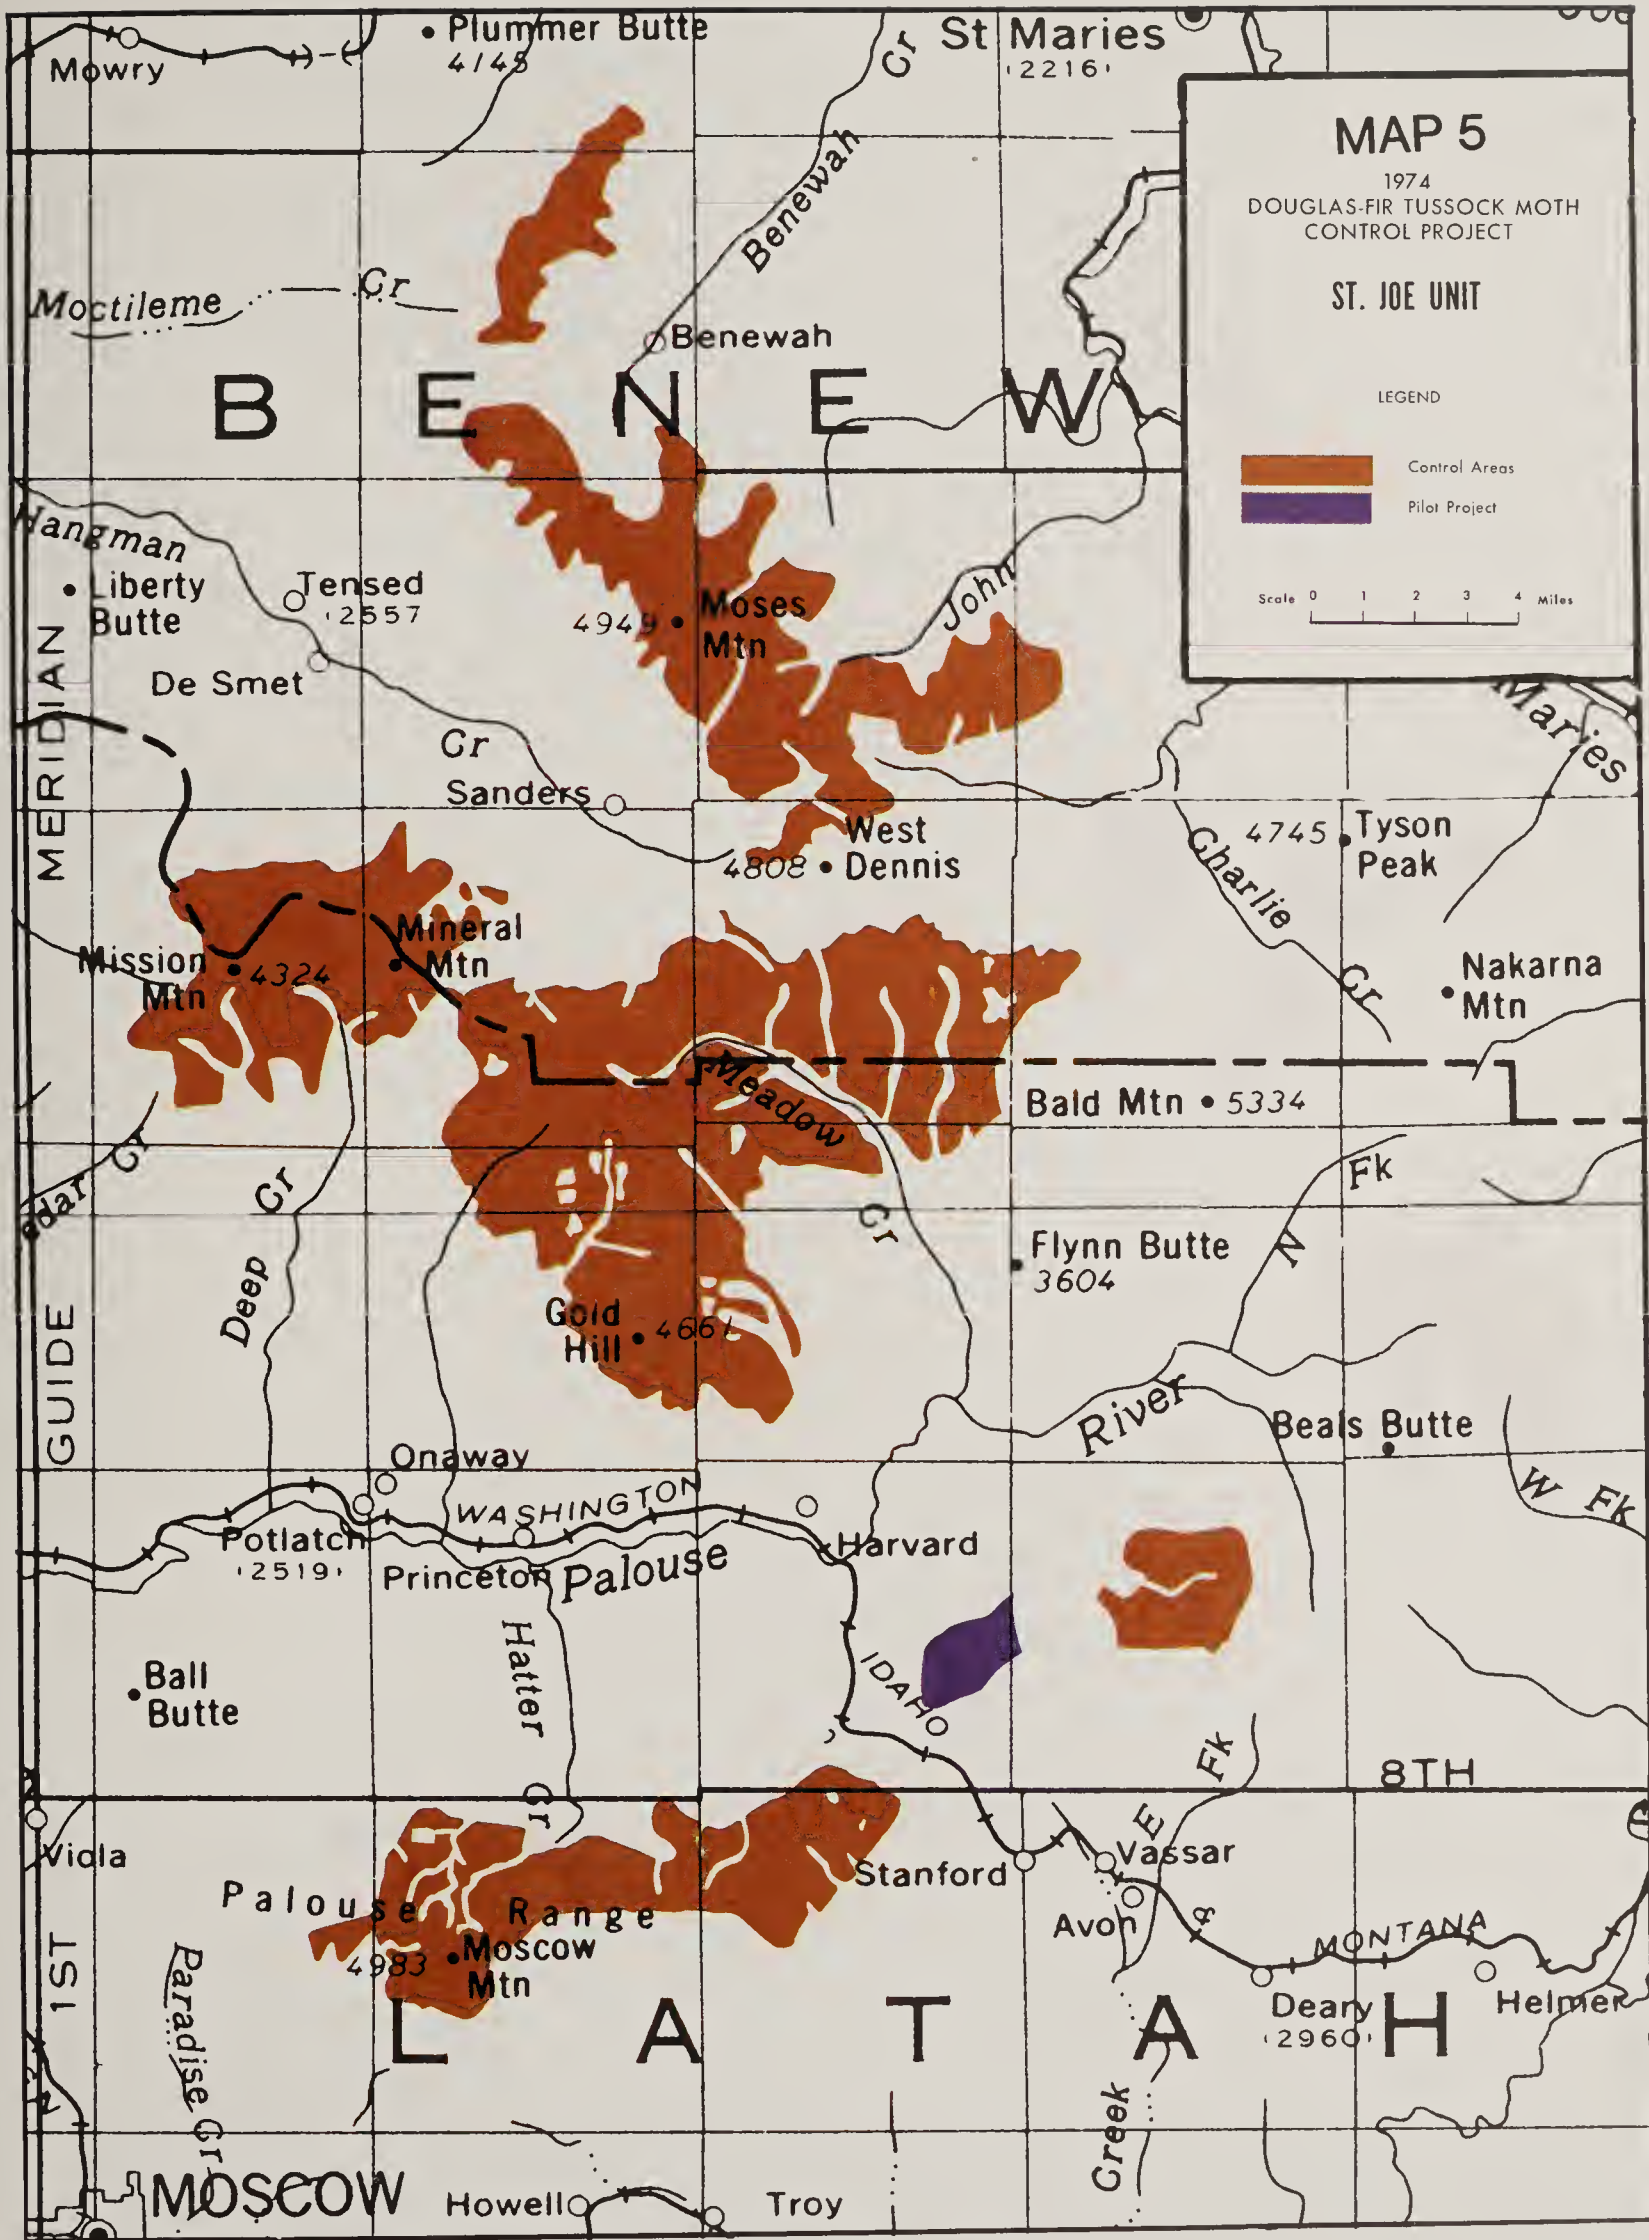 Plummer Butte
4145
Mowry
Cr
St Maries
2216
MAP 5
1974
DOUGLAS-FIR TUSSOCK MOTH
CONTROL PROJECT
ST. JOE UNIT
LEGEND
Control Areas
Pilot Project
Scale 0 1 2 3 4 Miles
Benewah
Moctileme Cr
Benewah
B E N E W
Hangman
Liberty
Butte
Tensed
2557
De Smet
4949 Moses
Mtn
John
MERIDIAN
Cr
Sanders
Maries
West
4808 Dennis
4745 Tyson
Peak
Charlie
Cr
Mineral
Mtn
Mission
Mtn
4324
Nakarna
Mtn
Meadow
Bald Mtn 5334
Cr
dar
Cr
Deep
Cr
Fk
N
Flynn Butte
3604
GUIDE
Gold
Hill 4661
River
Beals Butte
W Fk
Onaway
WASHINGTON
Potlatch
2519
Princeton
Palouse
Harvard
IDAHO
Hatter
Cr
Ball
Butte
Fk
E
8TH
Viola
Palouse Range
Stanford
Vassar
Avon
&
MONTANA
4983 Moscow
Mtn
1ST
Paradise Cr
L A T A H
Deary
2960
Helmer
Creek
MOSCOW
Howell
Troy